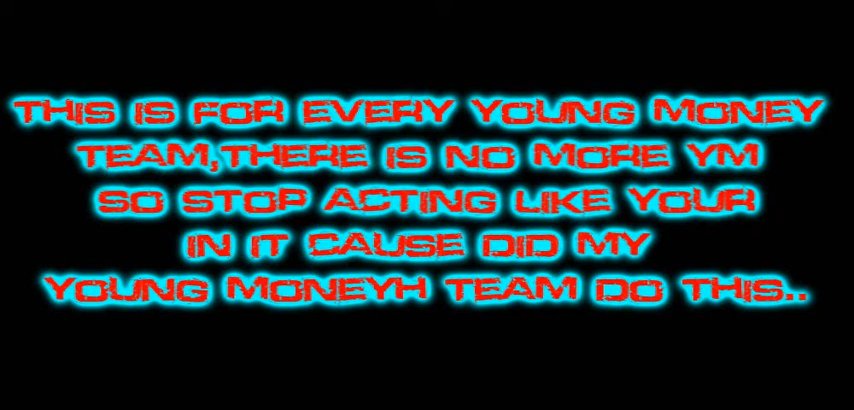 THIS IS FOR EVERY YOUNG MONEY
TEAM,THERE IS NO MORE YM
SO STOP ACTING LIKE YOUR
IN IT CAUSE DID MY
YOUNG MONEYH TEAM DO THIS..